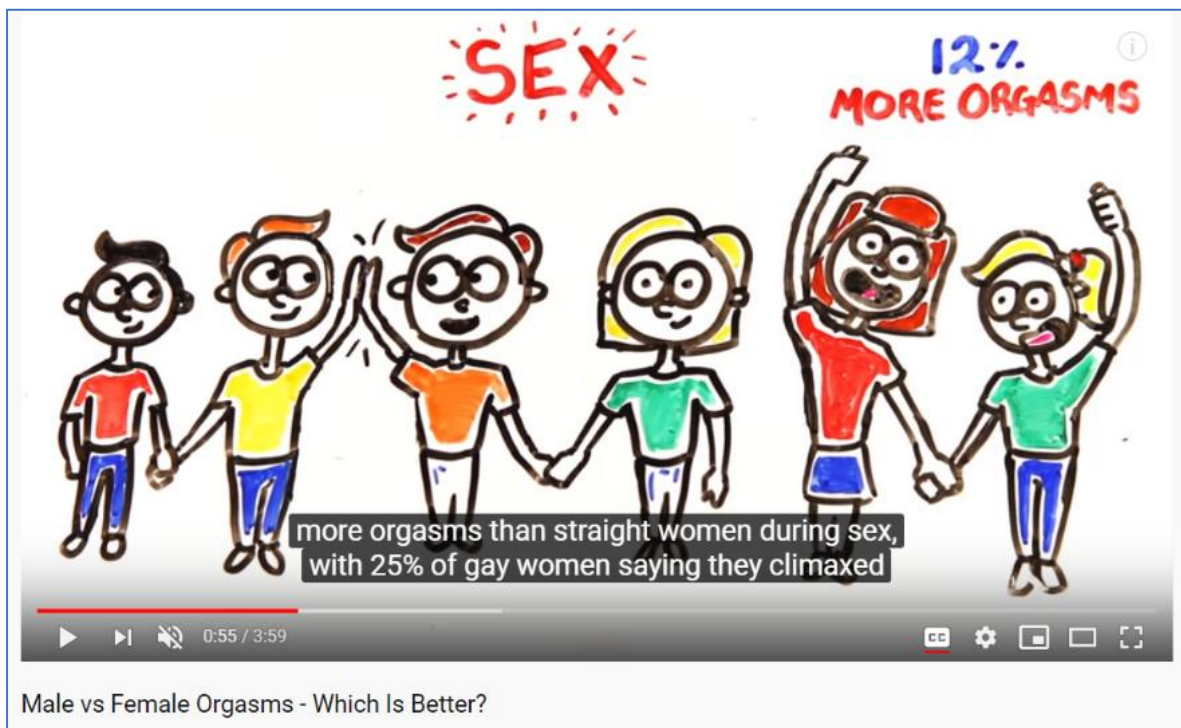 SEX
12%
MORE ORGASMS
i
more orgasms than straight women during sex,
with 25% of gay women saying they climaxed
0:55 / 3:59
CC
Male vs Female Orgasms - Which Is Better?